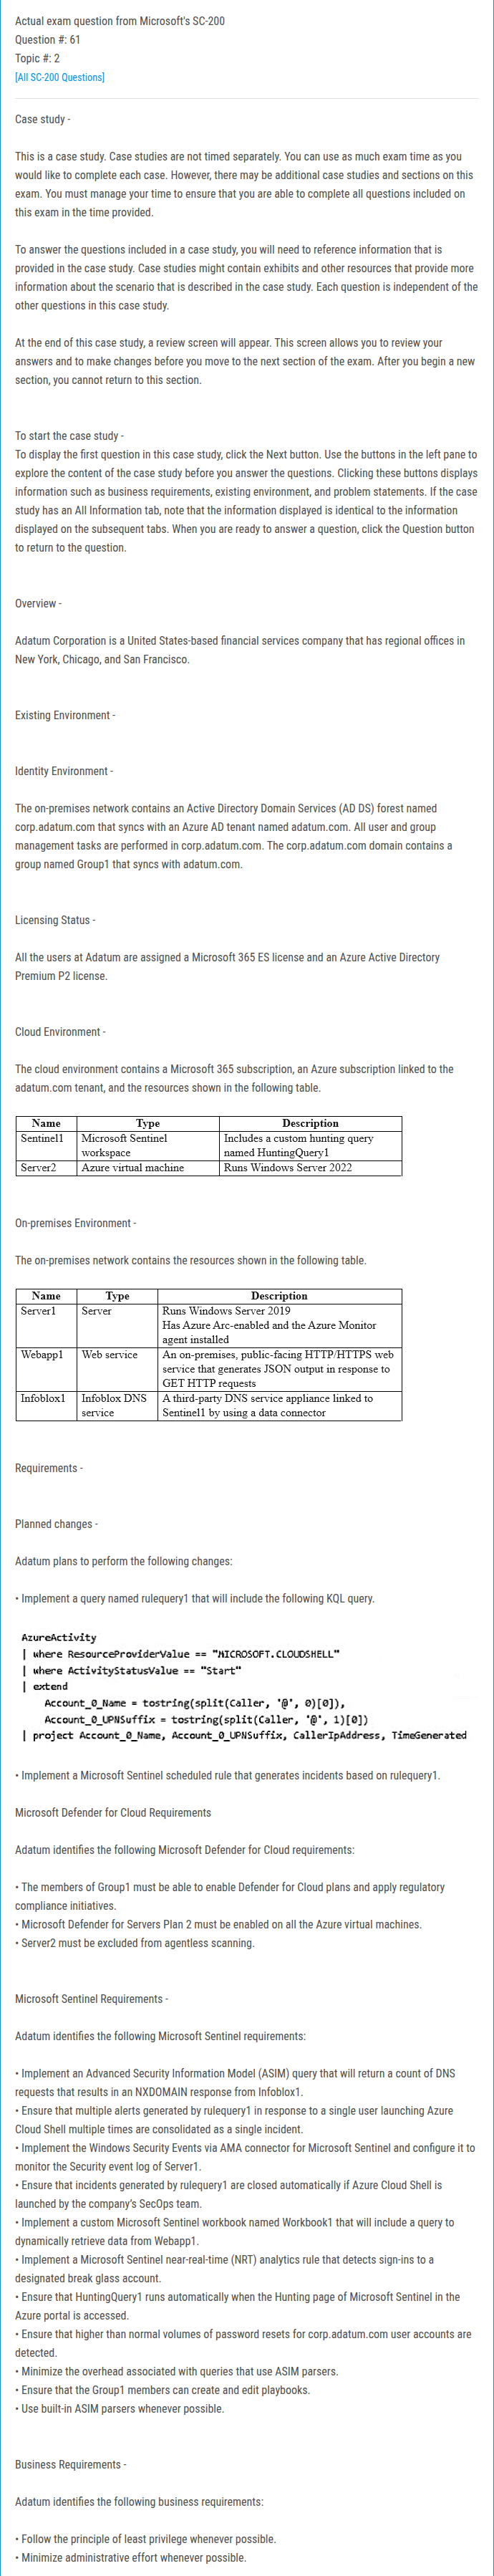 Actual exam question from Microsoft's SC-200
Question #: 61
Topic #: 2
[All SC-200 Questions]
Case study -
This is a case study. Case studies are not timed separately. You can use as much exam time as you
would like to complete each case. However, there may be additional case studies and sections on this
exam. You must manage your time to ensure that you are able to complete all questions included on
this exam in the time provided.
To answer the questions included in a case study, you will need to reference information that is
provided in the case study. Case studies might contain exhibits and other resources that provide more
information about the scenario that is described in the case study. Each question is independent of the
other questions in this case study.
At the end of this case study, a review screen will appear. This screen allows you to review your
answers and to make changes before you move to the next section of the exam. After you begin a new
section, you cannot return to this section.
To start the case study -
To display the first question in this case study, click the Next button. Use the buttons in the left pane to
explore the content of the case study before you answer the questions. Clicking these buttons displays
information such as business requirements, existing environment, and problem statements. If the case
study has an All Information tab, note that the information displayed is identical to the information
displayed on the subsequent tabs. When you are ready to answer a question, click the Question button
to return to the question.
Overview -
Adatum Corporation is a United States-based financial services company that has regional offices in
New York, Chicago, and San Francisco.
Existing Environment -
Identity Environment -
The on-premises network contains an Active Directory Domain Services (AD DS) forest named
corp.adatum.com that syncs with an Azure AD tenant named adatum.com. All user and group
management tasks are performed in corp.adatum.com. The corp.adatum.com domain contains a
group named Group1 that syncs with adatum.com.
Licensing Status -
All the users at Adatum are assigned a Microsoft 365 ES license and an Azure Active Directory
Premium P2 license.
Cloud Environment -
The cloud environment contains a Microsoft 365 subscription, an Azure subscription linked to the
adatum.com tenant, and the resources shown in the following table.
Name Type Description
Sentinel1 Microsoft Sentinel workspace Includes a custom hunting query named HuntingQuery1
Server2 Azure virtual machine Runs Windows Server 2022
On-premises Environment -
The on-premises network contains the resources shown in the following table.
Name Type Description
Server1 Server Runs Windows Server 2019
Has Azure Arc-enabled and the Azure Monitor
agent installed
Webapp1 Web service An on-premises, public-facing HTTP/HTTPS web
service that generates JSON output in response to
GET HTTP requests
Infoblox1 Infoblox DNS service A third-party DNS service appliance linked to
Sentinel1 by using a data connector
Requirements -
Planned changes -
Adatum plans to perform the following changes:
• Implement a query named rulequery1 that will include the following KQL query.
AzureActivity
| where ResourceProviderValue == "MICROSOFT.CLOUDSHELL"
| where ActivityStatusValue == "Start"
| extend
Account_0_Name = tostring(split(Caller, '@', 0)[0]),
Account_0_UPNSuffix = tostring(split(Caller, '@', 1)[0])
| project Account_0_Name, Account_0_UPNSuffix, CallerIpAddress, TimeGenerated
• Implement a Microsoft Sentinel scheduled rule that generates incidents based on rulequery1.
Microsoft Defender for Cloud Requirements
Adatum identifies the following Microsoft Defender for Cloud requirements:
• The members of Group1 must be able to enable Defender for Cloud plans and apply regulatory
compliance initiatives.
• Microsoft Defender for Servers Plan 2 must be enabled on all the Azure virtual machines.
• Server2 must be excluded from agentless scanning.
Microsoft Sentinel Requirements -
Adatum identifies the following Microsoft Sentinel requirements:
• Implement an Advanced Security Information Model (ASIM) query that will return a count of DNS
requests that results in an NXDOMAIN response from Infoblox1.
• Ensure that multiple alerts generated by rulequery1 in response to a single user launching Azure
Cloud Shell multiple times are consolidated as a single incident.
• Implement the Windows Security Events via AMA connector for Microsoft Sentinel and configure it to
monitor the Security event log of Server1.
• Ensure that incidents generated by rulequery1 are closed automatically if Azure Cloud Shell is
launched by the company's SecOps team.
• Implement a custom Microsoft Sentinel workbook named Workbook1 that will include a query to
dynamically retrieve data from Webapp1.
• Implement a Microsoft Sentinel near-real-time (NRT) analytics rule that detects sign-ins to a
designated break glass account.
• Ensure that HuntingQuery1 runs automatically when the Hunting page of Microsoft Sentinel in the
Azure portal is accessed.
• Ensure that higher than normal volumes of password resets for corp.adatum.com user accounts are
detected.
• Minimize the overhead associated with queries that use ASIM parsers.
• Ensure that the Group1 members can create and edit playbooks.
• Use built-in ASIM parsers whenever possible.
Business Requirements -
Adatum identifies the following business requirements:
• Follow the principle of least privilege whenever possible.
• Minimize administrative effort whenever possible.